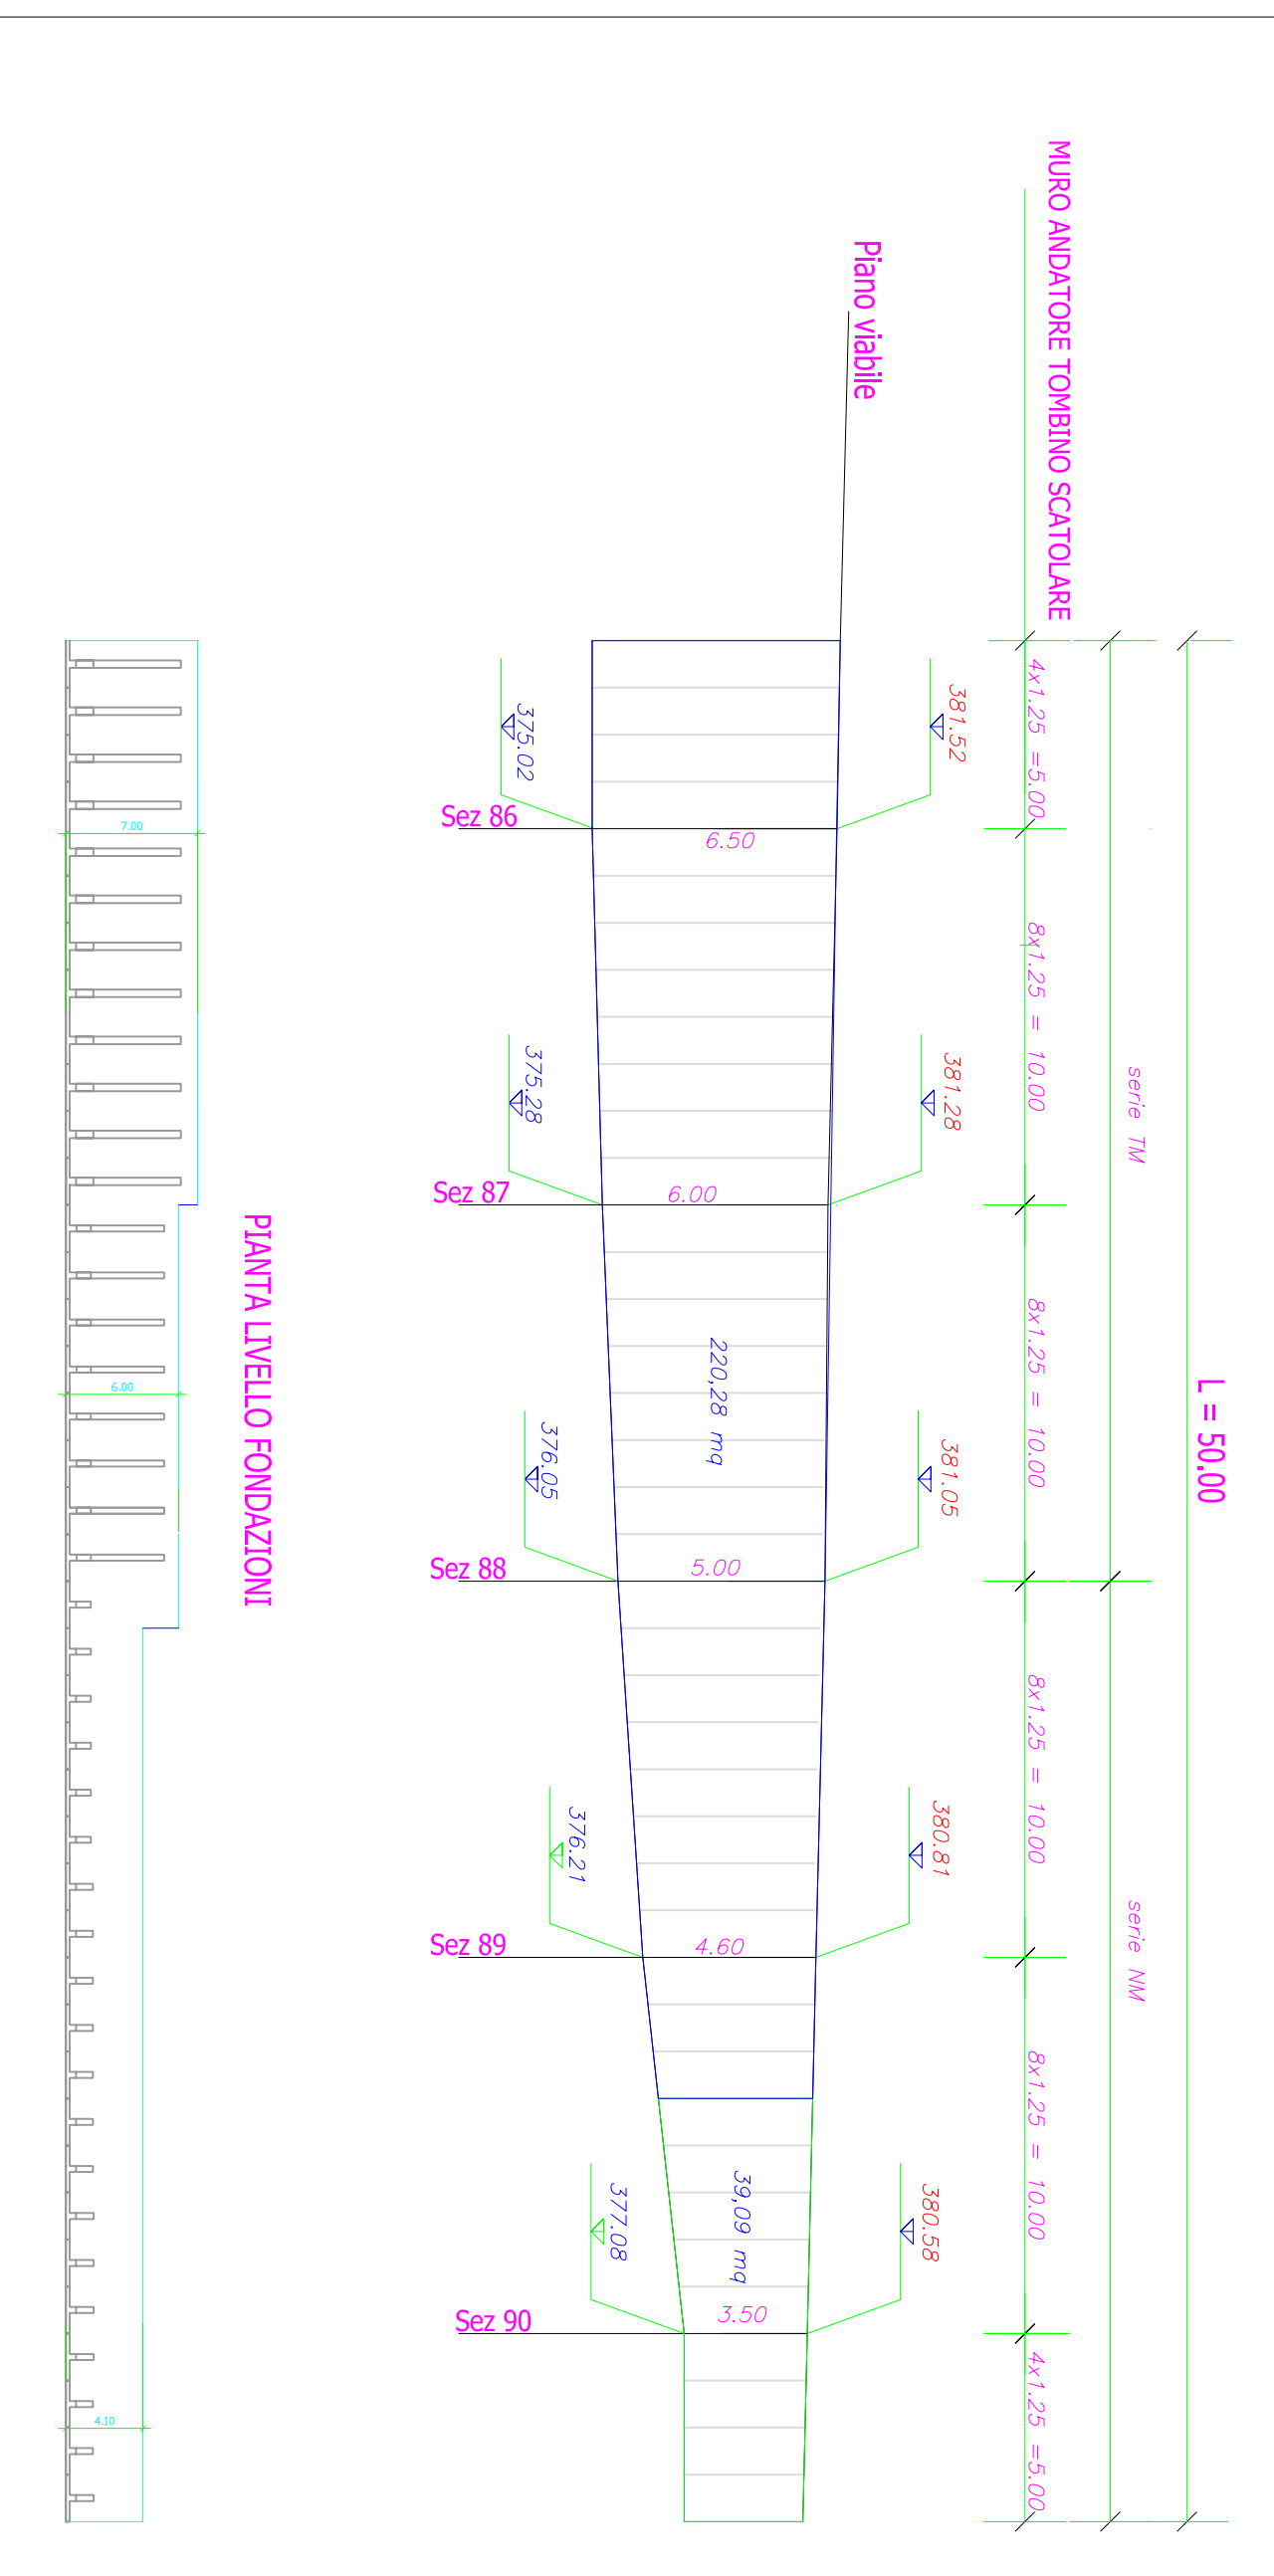 L = 50.00
serie TM
serie NM
MURO ANDATORE TOMBINO SCATOLARE
4x1.25 =5.00
8x1.25 = 10.00
8x1.25 = 10.00
8x1.25 = 10.00
8x1.25 = 10.00
4x1.25 =5.00
Piano viabile
381.52
381.28
381.05
380.81
380.58
6.50
6.00
5.00
4.60
3.50
220,28 mq
39,09 mq
375.02
375.28
376.05
376.21
377.08
Sez 86
Sez 87
Sez 88
Sez 89
Sez 90
PIANTA LIVELLO FONDAZIONI
7.00
6.00
4.10